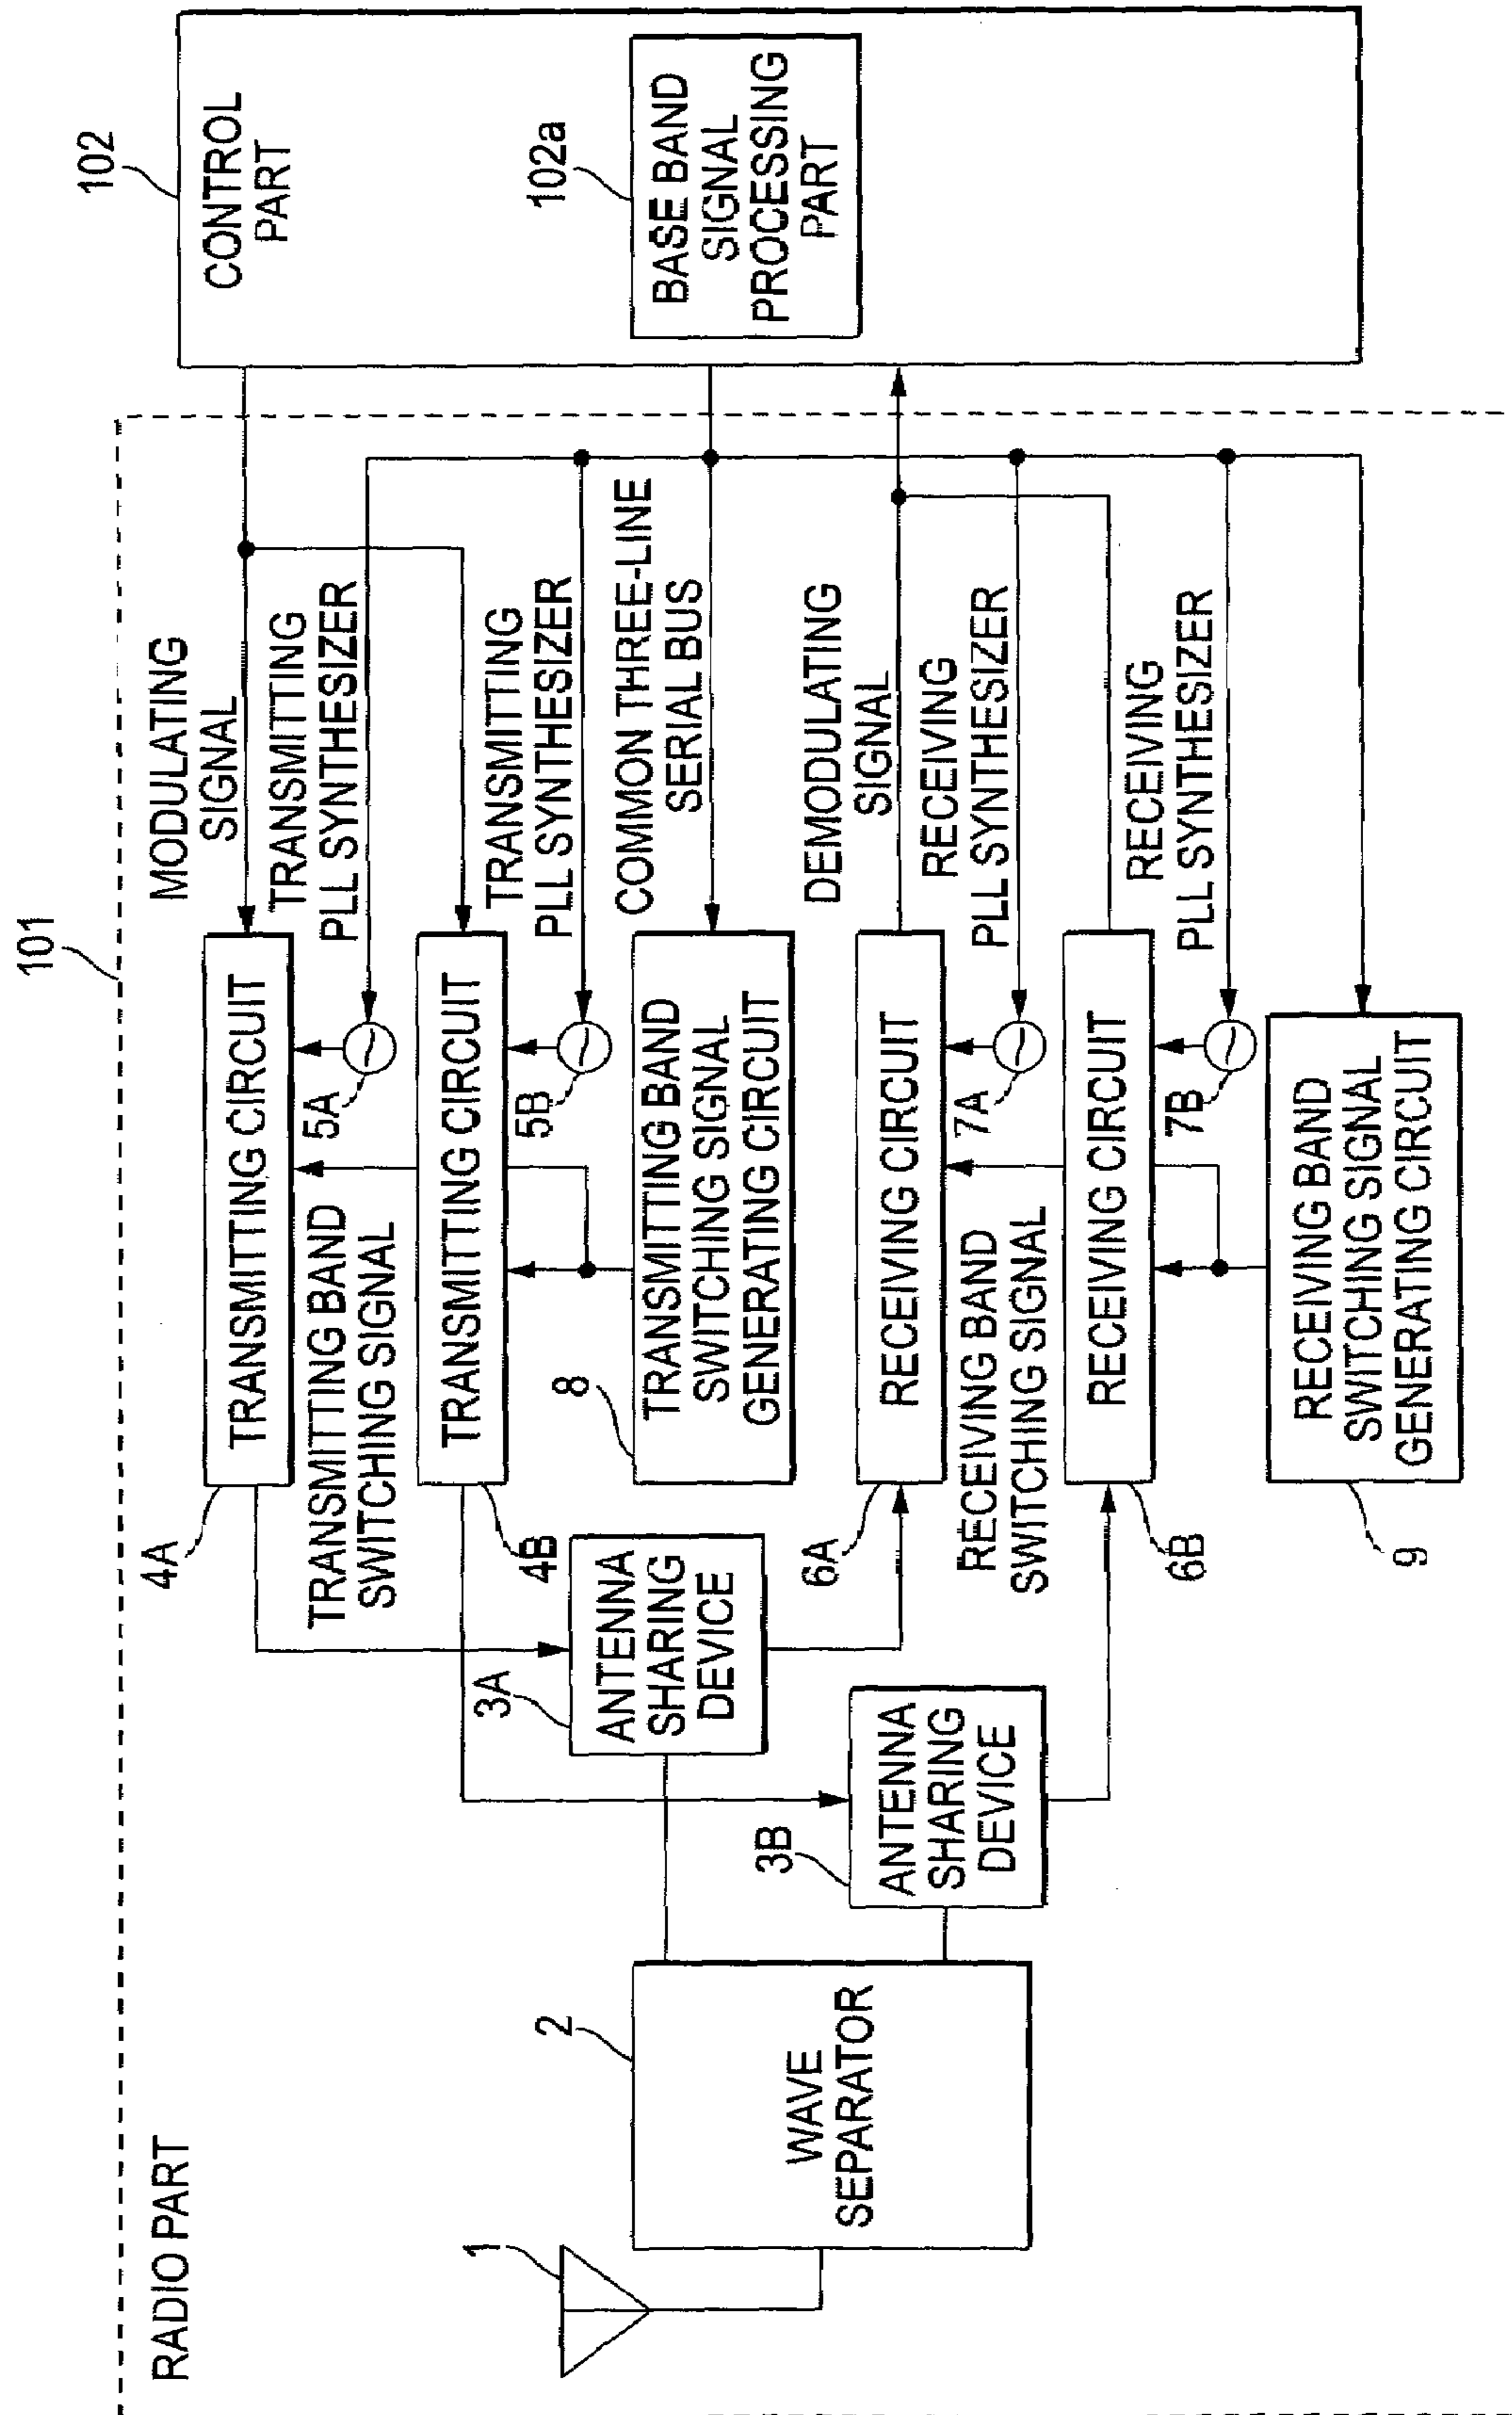 101
RADIO PART
102
CONTROL
PART
102a
BASE BAND
SIGNAL
PROCESSING
PART
MODULATING
SIGNAL
4A
TRANSMITTING CIRCUIT
TRANSMITTING
PLL SYNTHESIZER
5A
TRANSMITTING BAND
SWITCHING SIGNAL
4B
TRANSMITTING CIRCUIT
TRANSMITTING
PLL SYNTHESIZER
5B
COMMON THREE-LINE
SERIAL BUS
8
TRANSMITTING BAND
SWITCHING SIGNAL
GENERATING CIRCUIT
1
2
WAVE
SEPARATOR
3A
ANTENNA
SHARING
DEVICE
3B
ANTENNA
SHARING
DEVICE
DEMODULATING
SIGNAL
6A
RECEIVING CIRCUIT
RECEIVING
PLL SYNTHESIZER
7A
RECEIVING BAND
SWITCHING SIGNAL
6B
RECEIVING CIRCUIT
RECEIVING
PLL SYNTHESIZER
7B
9
RECEIVING BAND
SWITCHING SIGNAL
GENERATING CIRCUIT